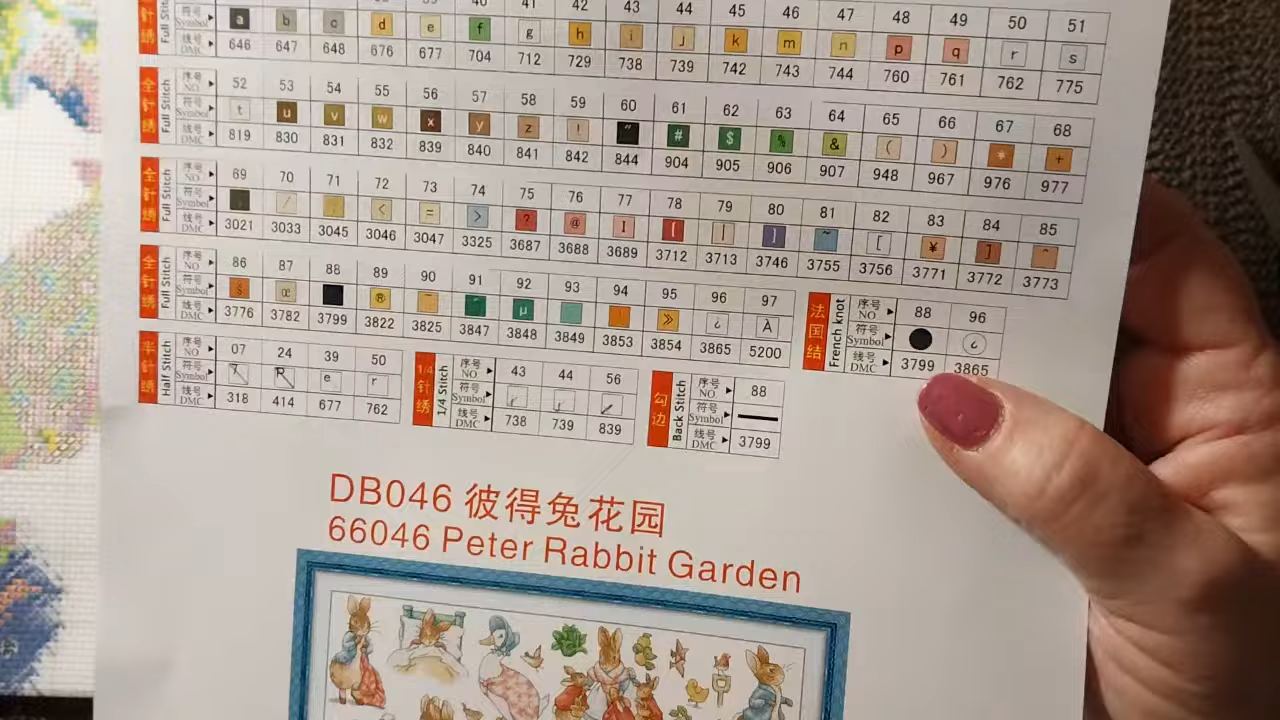 全针绣 Full Stitch 符号 Symbol a b c d e f g h i j k m n p q r s
40 41 42 43 44 45 46 47 48 49 50 51
线号 DMC 646 647 648 676 677 704 712 729 738 739 742 743 744 760 761 762 775
全针绣 Full Stitch 序号 NO 52 53 54 55 56 57 58 59 60 61 62 63 64 65 66 67 68
符号 Symbol t u v w x y z ! " # $ % & ( ) * +
线号 DMC 819 830 831 832 839 840 841 842 844 904 905 906 907 948 967 976 977
全针绣 Full Stitch 序号 NO 69 70 71 72 73 74 75 76 77 78 79 80 81 82 83 84 85
符号 Symbol / < = > ? @ I [ | ] ~ [ ¥ ] ^
线号 DMC 3021 3033 3045 3046 3047 3325 3687 3688 3689 3712 3713 3746 3755 3756 3771 3772 3773
全针绣 Full Stitch 序号 NO 86 87 88 89 90 91 92 93 94 95 96 97
符号 Symbol œ ® µ » ¿ À
线号 DMC 3776 3782 3799 3822 3825 3847 3848 3849 3853 3854 3865 5200
法国结 French knot 序号 NO 88 96
符号 Symbol ● ¿
线号 DMC 3799 3865
半针绣 Half Stitch 序号 NO 07 24 39 50
符号 Symbol 7 R e r
线号 DMC 318 414 677 762
1/4针绣 1/4 Stitch 序号 NO 43 44 56
符号 Symbol
线号 DMC 738 739 839
勾边 Back Stitch 序号 NO 88
符号 Symbol
线号 DMC 3799
DB046 彼得兔花园
66046 Peter Rabbit Garden